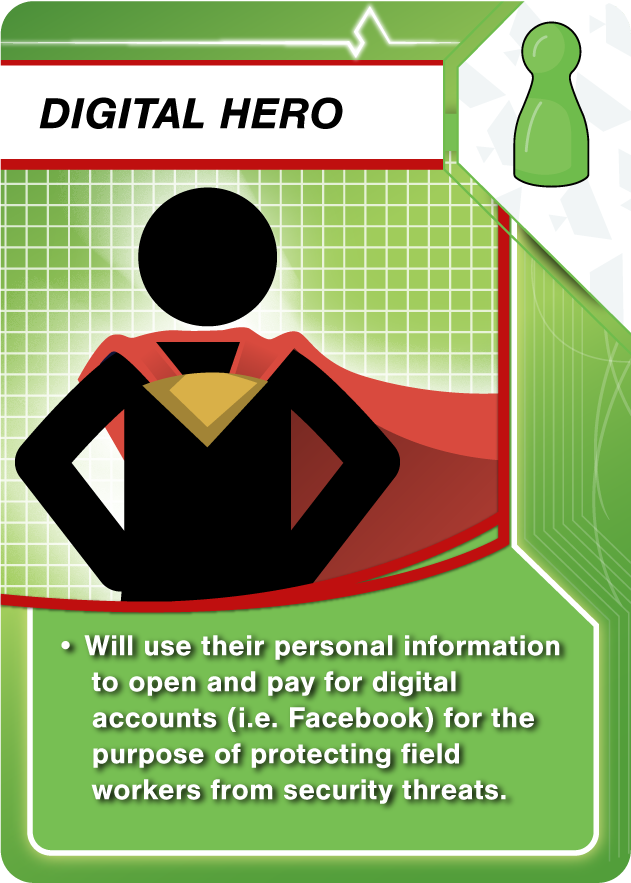 DIGITAL HERO
• Will use their personal information
to open and pay for digital
accounts (i.e. Facebook) for the
purpose of protecting field
workers from security threats.